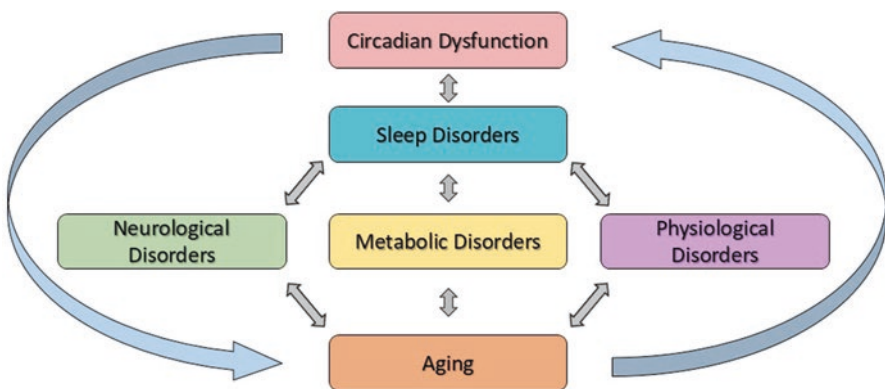 Circadian Dysfunction
Sleep Disorders
Neurological
Disorders
Metabolic Disorders
Physiological
Disorders
Aging